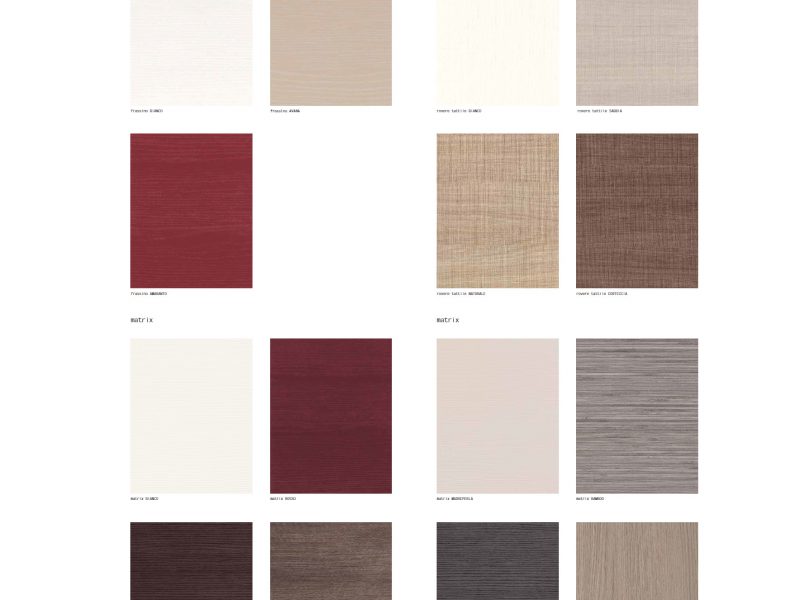 frassino BIANCO
frassino AVANA
rovere tattile BIANCO
rovere tattile SABBIA
frassino AMARANTO
rovere tattile NATURALE
rovere tattile CORTECCIA
matrix
matrix
matrix BIANCO
matrix ROSSO
matrix MADREPERLA
matrix BAMBOO